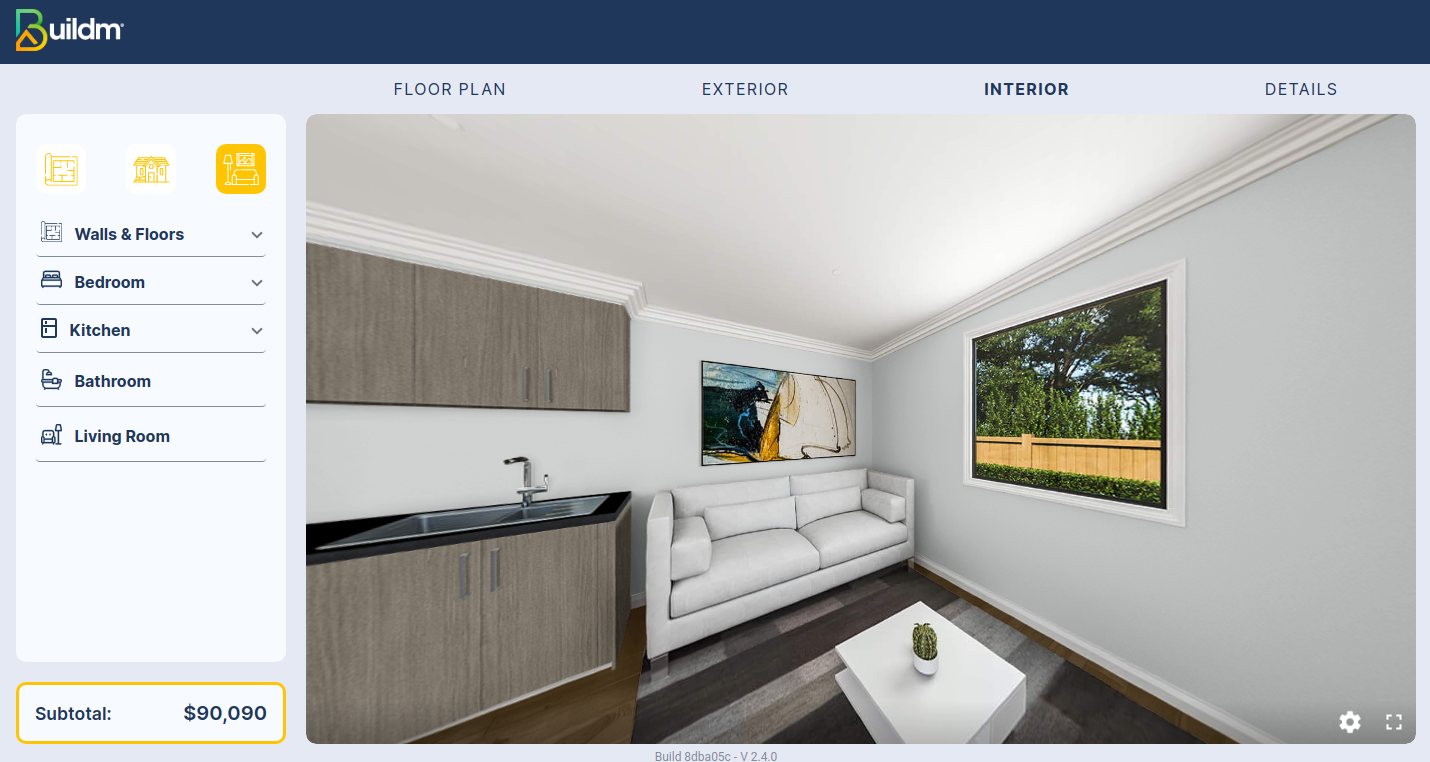 Buildm
FLOOR PLAN
EXTERIOR
INTERIOR
DETAILS
Walls & Floors
Bedroom
Kitchen
Bathroom
Living Room
Subtotal: $90,090
Build 8dba05c - V 2.4.0